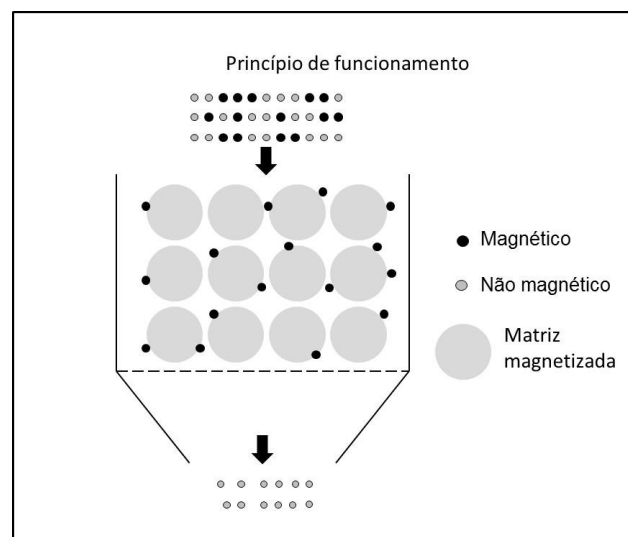 Princípio de funcionamento
Magnético
Não magnético
Matriz
magnetizada